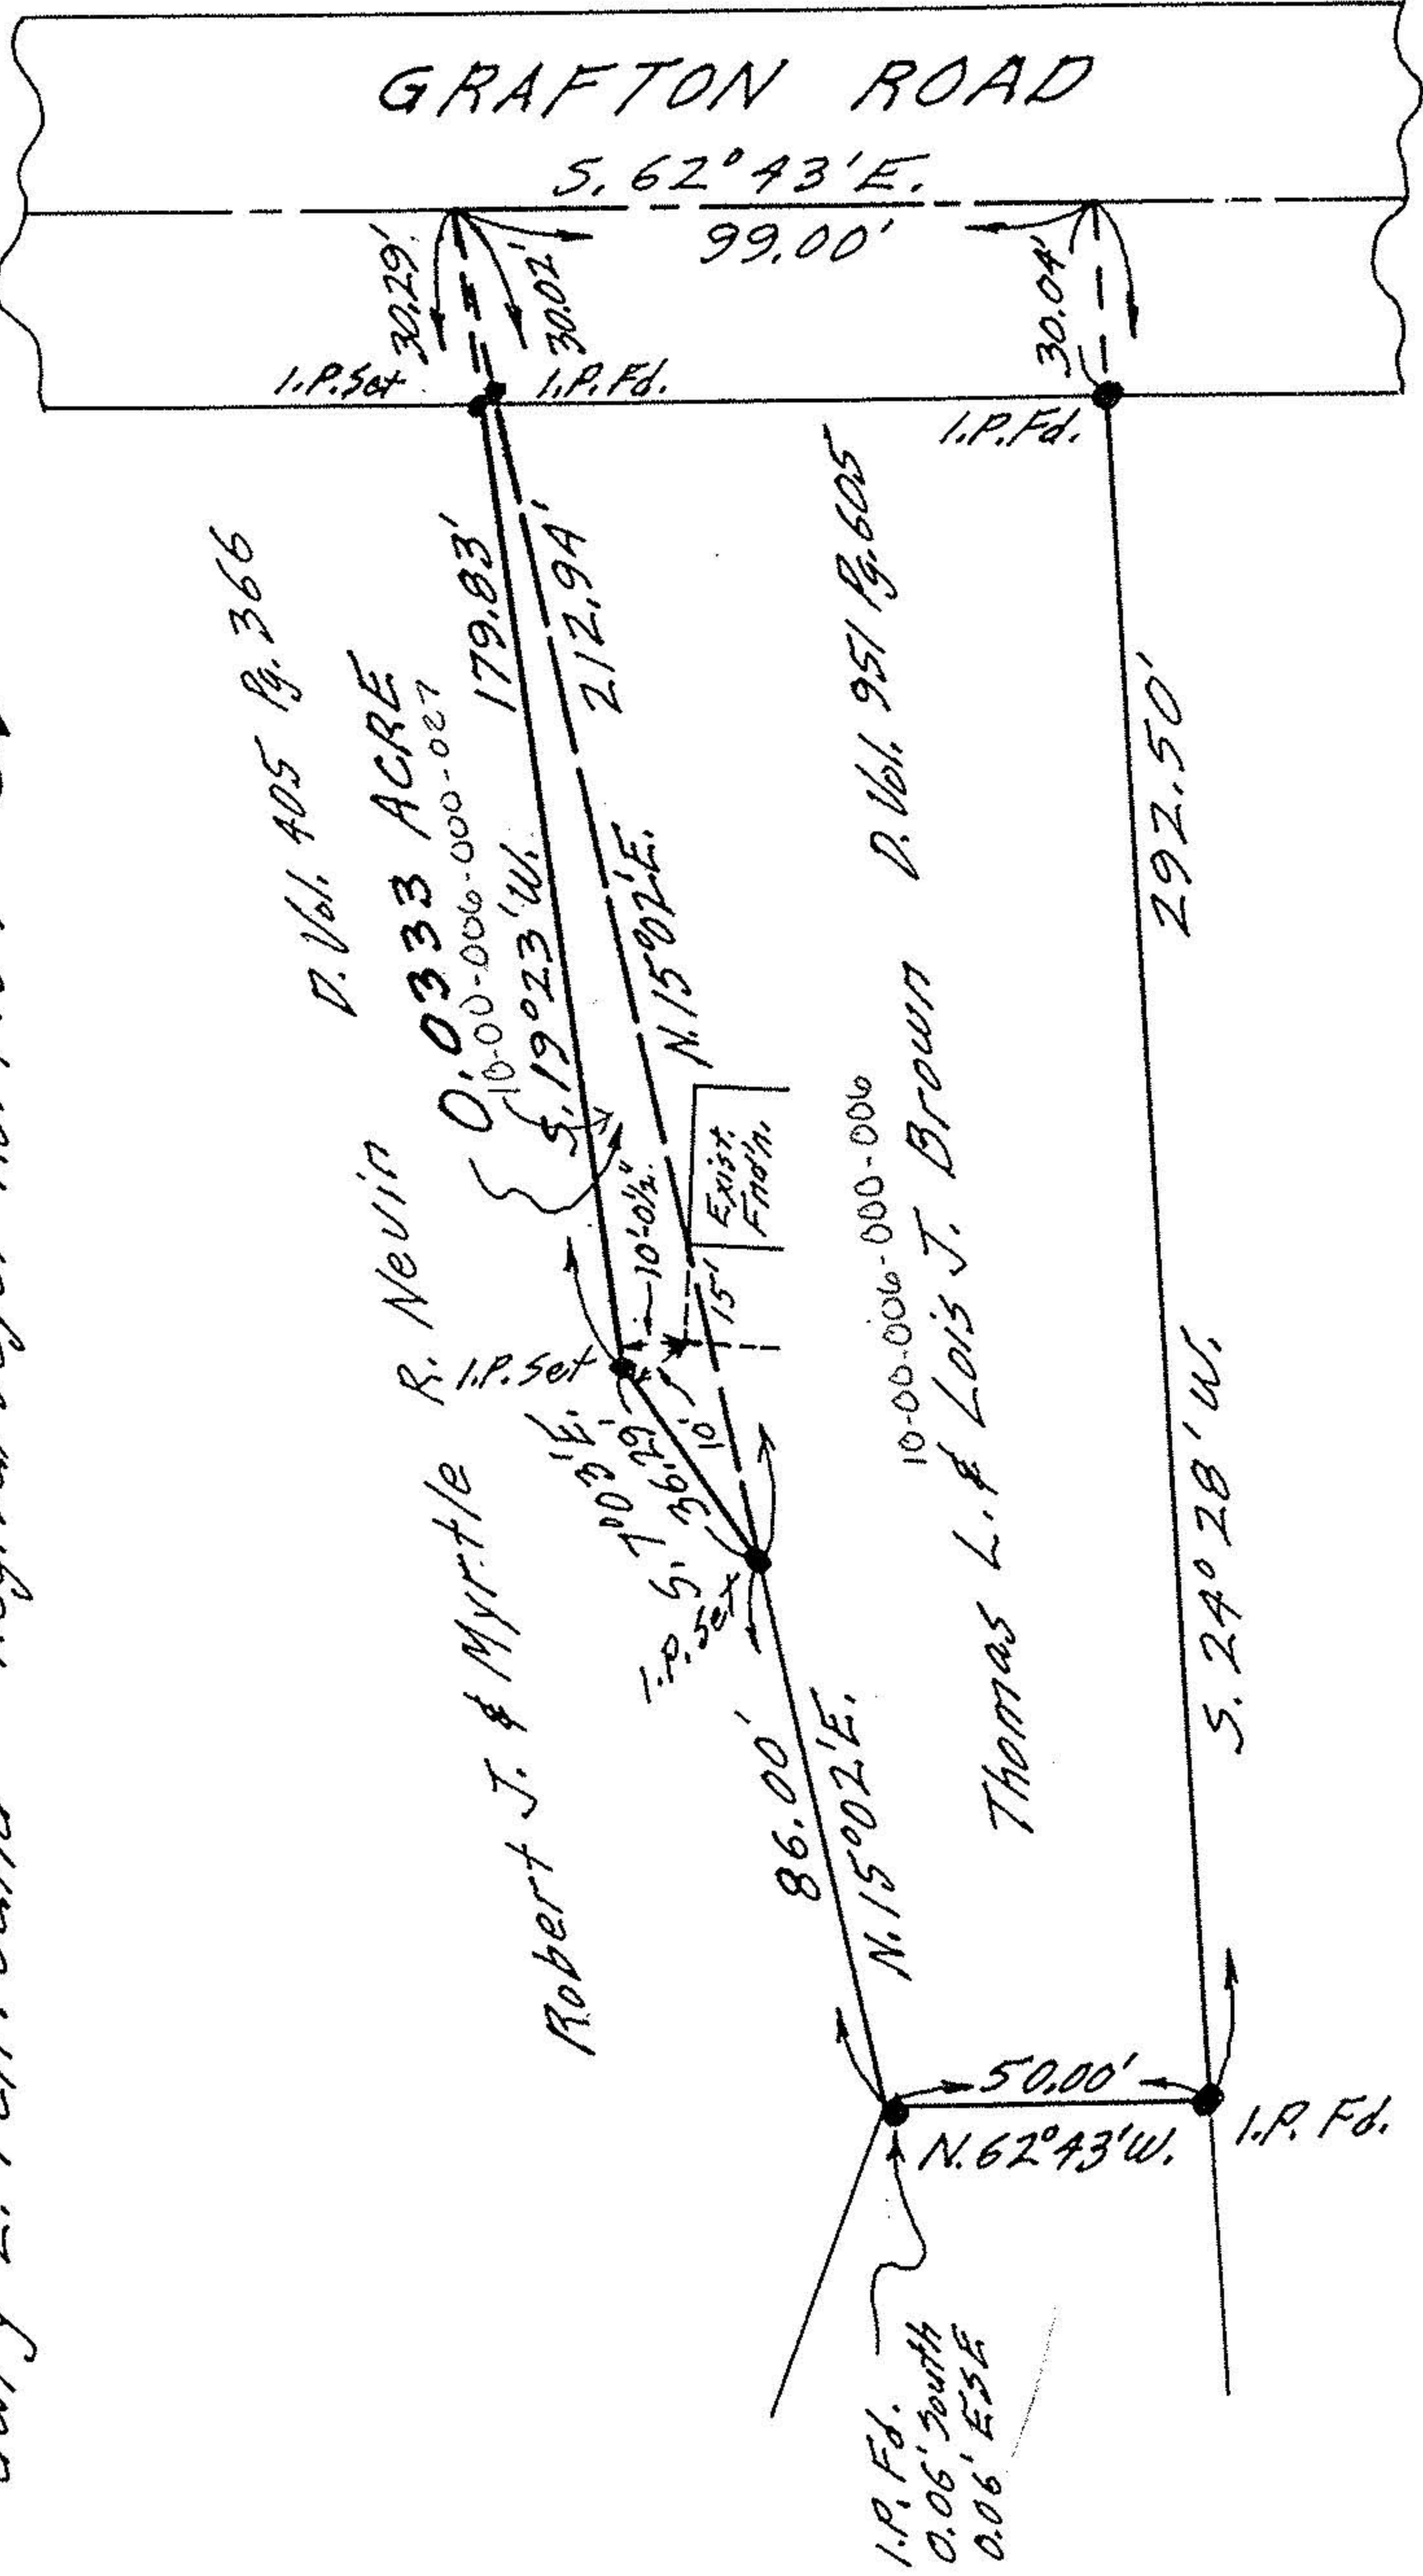 GRAFTON ROAD
S. 62°43'E.
99.00'
30.29'
30.02'
30.04'
I.P.Set
I.P.Fd.
I.P.Fd.
D. Vol. 405 Pg. 366
0.0333 ACRE
10-00-006-000-027
179.83'
S.19°23'W.
212.94'
N.15°02'E.
D. Vol. 951 Pg.605
292.50'
Robert J. & Myrtle R. Nevin
I.P.Set
10'-0½"
15'
Exist.
Fnd'n.
10'
S. 7°03'E.
36.29'
I.P. Set
10-00-006-000-006
Thomas L. & Lois J. Brown
86.00'
N.15°02'E.
S. 24°28'W.
50.00'
N.62°43'W.
I.P. Fd.
I.P. Fd.
0.06' South
0.06' ESE